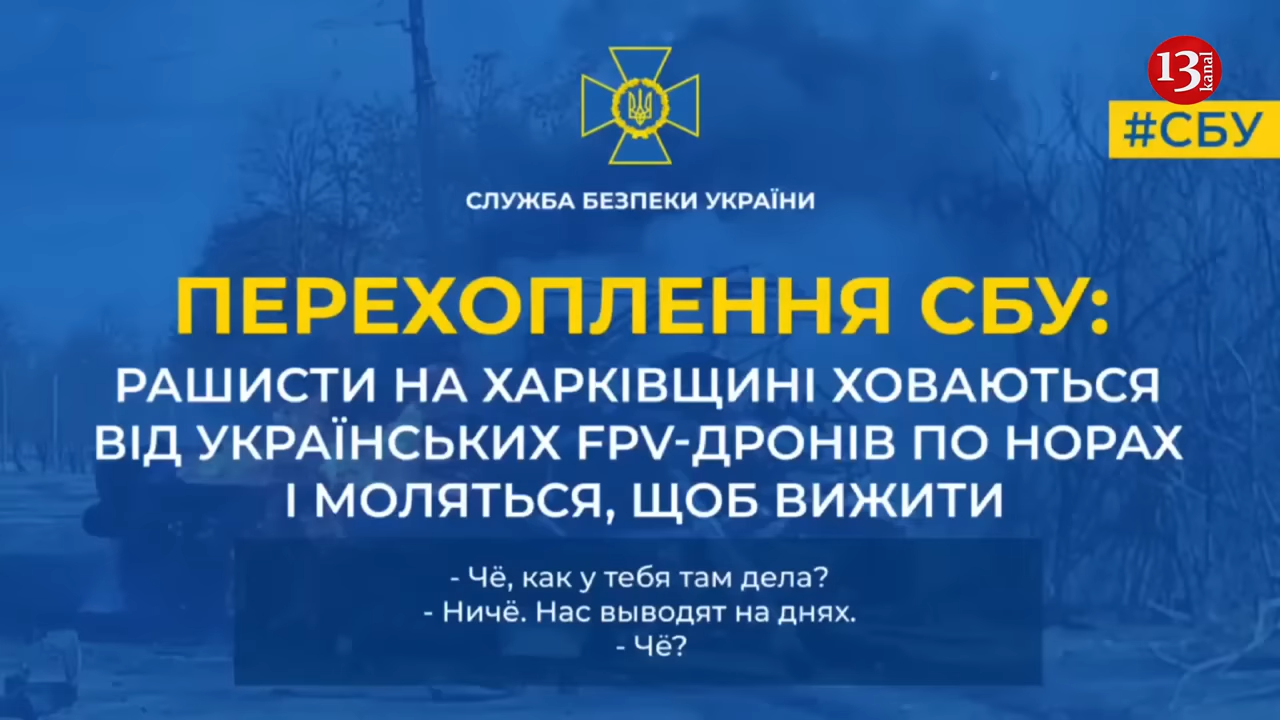 13 kanal
#СБУ
СЛУЖБА БЕЗПЕКИ УКРАЇНИ
ПЕРЕХОПЛЕННЯ СБУ:
РАШИСТИ НА ХАРКІВЩИНІ ХОВАЮТЬСЯ
ВІД УКРАЇНСЬКИХ FPV-ДРОНІВ ПО НОРАХ
І МОЛЯТЬСЯ, ЩОБ ВИЖИТИ
- Чё, как у тебя там дела?
- Ничё. Нас выводят на днях.
- Чё?